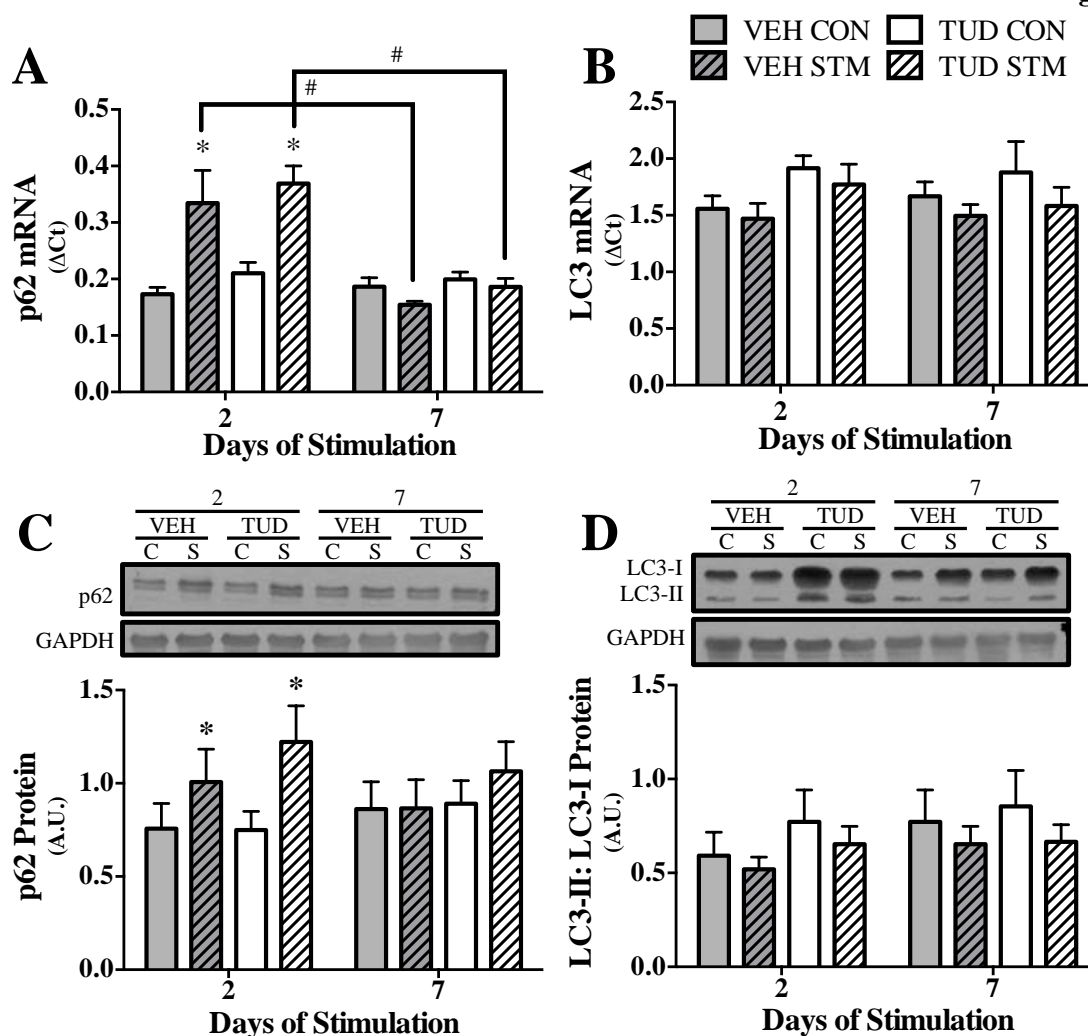 g
VEH CON TUD CON
VEH STM TUD STM
A
#
#
p62 mRNA
(ΔCt)
0.5
0.4
0.3
0.2
0.1
0.0
* *
2 7
Days of Stimulation
B
LC3 mRNA
(ΔCt)
2.5
2.0
1.5
1.0
0.5
0.0
2 7
Days of Stimulation
C
2 7
VEH TUD VEH TUD
C S C S C S C S
p62
GAPDH
p62 Protein
(A.U.)
1.5
1.0
0.5
0.0
* *
2 7
Days of Stimulation
D
2 7
VEH TUD VEH TUD
C S C S C S C S
LC3-I
LC3-II
GAPDH
LC3-II: LC3-I Protein
(A.U.)
1.5
1.0
0.5
0.0
2 7
Days of Stimulation